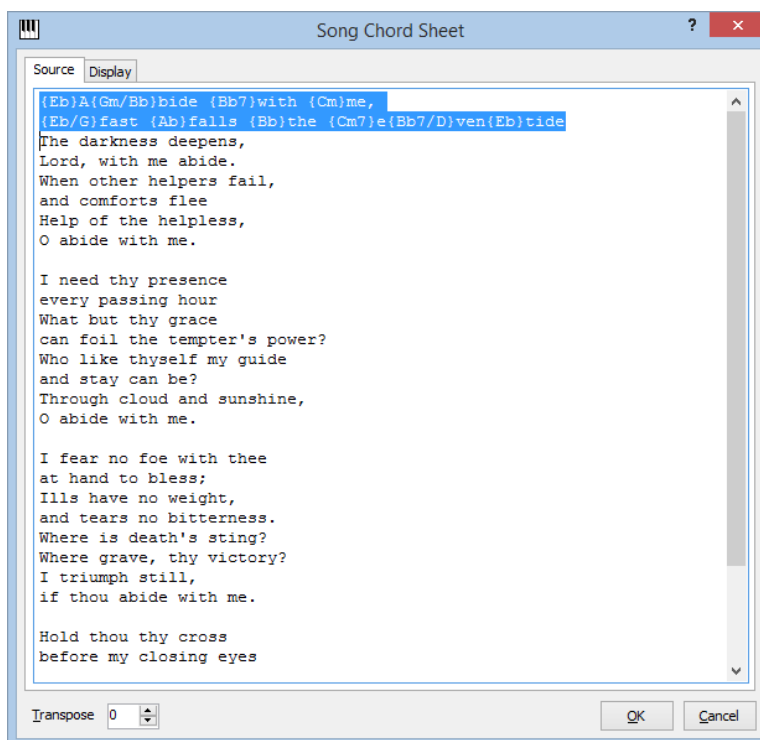 Song Chord Sheet
?
×
Source Display
{Eb}A{Gm/Bb}bide {Bb7}with {Cm}me,
{Eb/G}fast {Ab}falls {Bb}the {Cm7}e{Bb7/D}ven{Eb}tide
The darkness deepens,
Lord, with me abide.
When other helpers fail,
and comforts flee
Help of the helpless,
O abide with me.

I need thy presence
every passing hour
What but thy grace
can foil the tempter's power?
Who like thyself my guide
and stay can be?
Through cloud and sunshine,
O abide with me.

I fear no foe with thee
at hand to bless;
Ills have no weight,
and tears no bitterness.
Where is death's sting?
Where grave, thy victory?
I triumph still,
if thou abide with me.

Hold thou thy cross
before my closing eyes
Transpose 0
OK Cancel